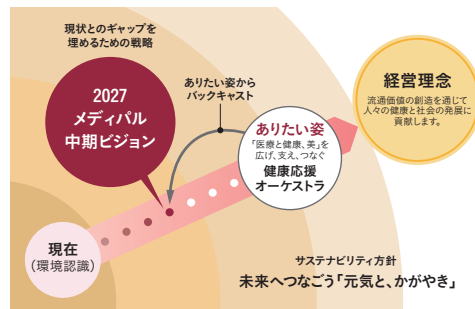 現状とのギャップを
埋めるための戦略
2027
メディパル
中期ビジョン
ありたい姿から
バックキャスト
経営理念
流通価値の創造を通じて
人々の健康と社会の発展に
貢献します。
ありたい姿
「医療と健康、美」を
広げ、支え、つなぐ
健康応援
オーケストラ
現在
（環境認識）
サステナビリティ方針
未来へつなごう「元気と、かがやき」